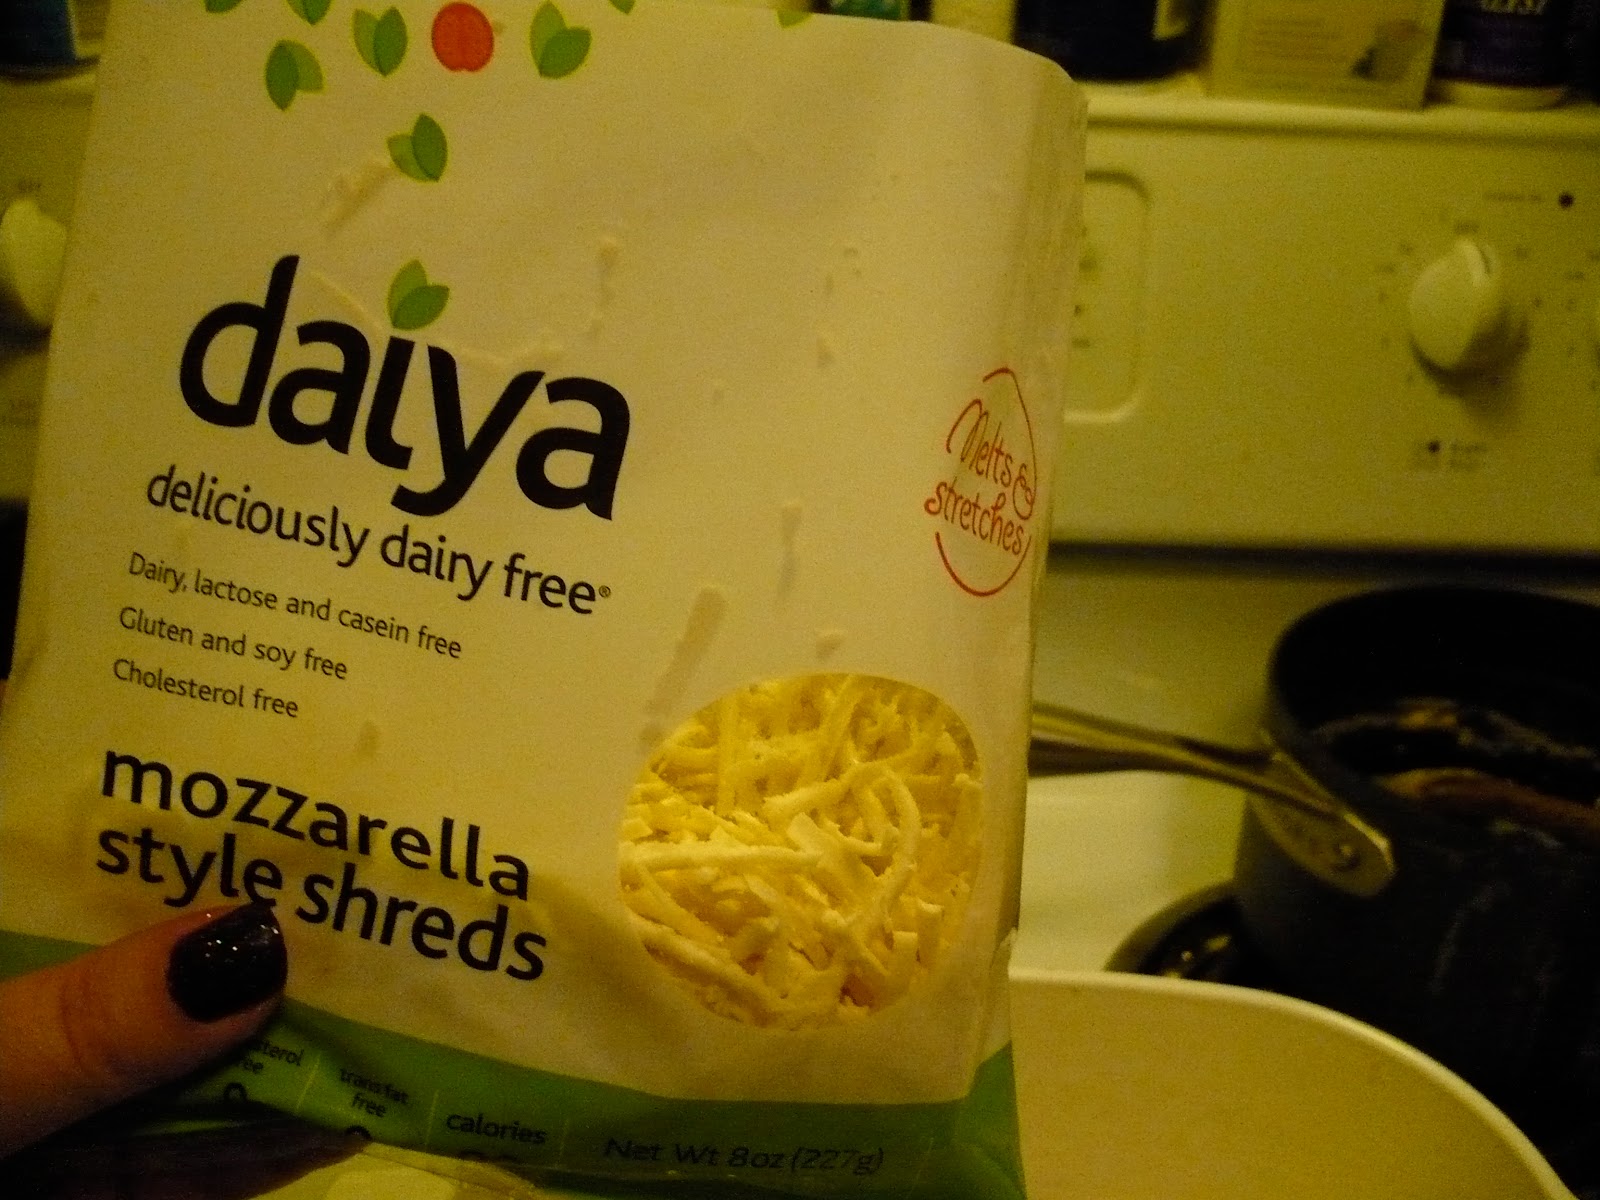 daiya
deliciously dairy free®
Dairy, lactose and casein free
Gluten and soy free
Cholesterol free
mozzarella
style shreds
Melts &
stretches
trans fat
free
calories
Net Wt 8oz (227g)